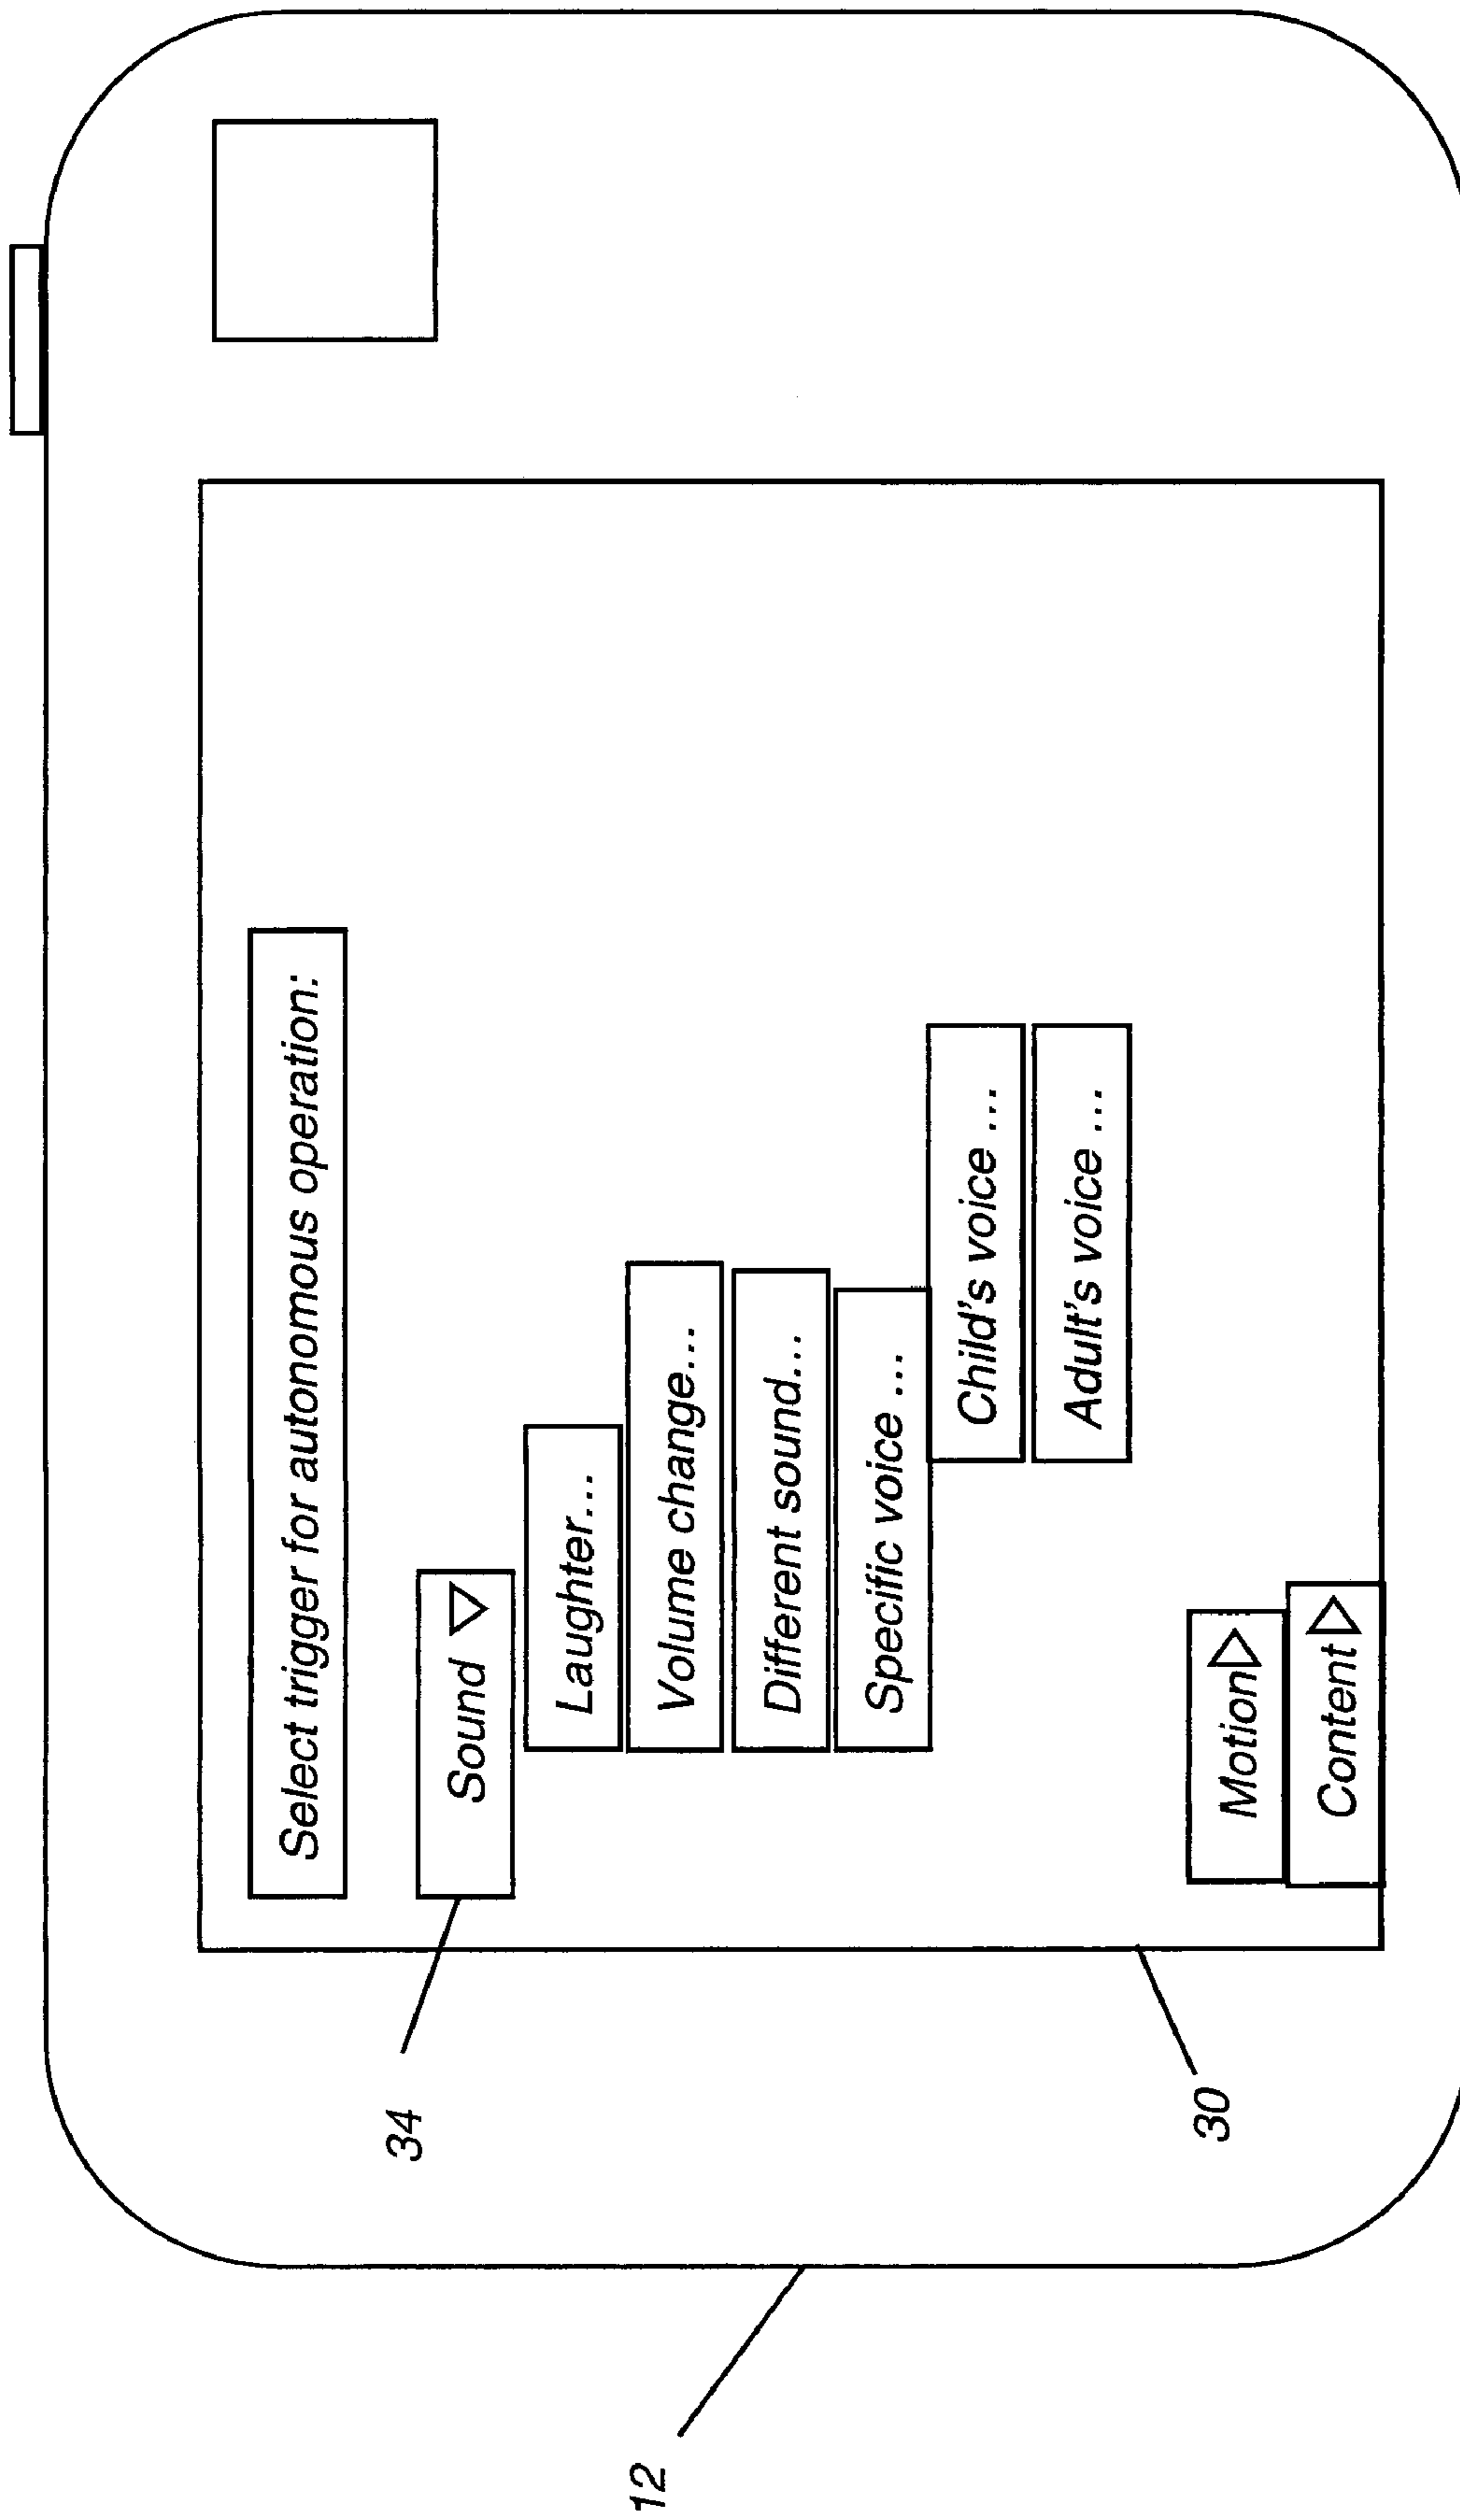 Select trigger for autonomous operation:
Sound
Laughter...
Volume change...
Different sound...
Specific voice ...
Child's voice ...
Adult's voice ...
Motion
Content
34
30
12